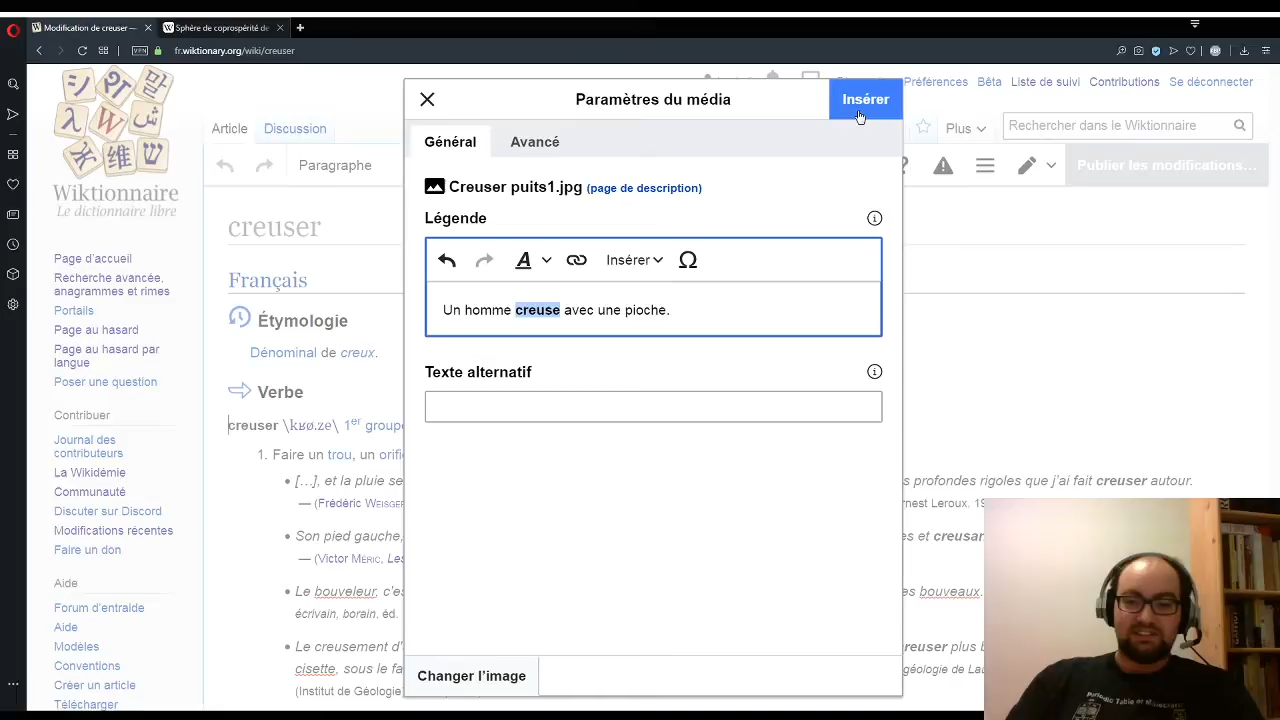 Modification de creuser —
Sphère de coprospérité de
VPN
fr.wiktionary.org/wiki/creuser
Wiktionnaire
Le dictionnaire libre
Page d’accueil
Recherche avancée,
anagrammes et rimes
Portails
Page au hasard
Page au hasard par
langue
Poser une question
Contribuer
Journal des
contributeurs
La Wikidémie
Communauté
Discuter sur Discord
Modifications récentes
Faire un don
Aide
Forum d’entraide
Aide
Modèles
Conventions
Créer un article
Télécharger
Préférences Bêta Liste de suivi Contributions Se déconnecter
Article Discussion
Plus
Rechercher dans le Wiktionnaire
Paragraphe
Publier les modifications…
creuser
Français
Étymologie
Dénominal de creux.
Verbe
creuser \kʁø.ze\ 1er groupe
1. Faire un trou, un orifi
[…], et la pluie se
profondes rigoles que j’ai fait creuser autour.
— (Frédéric Weisger
rnest Leroux, 19
Son pied gauche,
es et creusan
— (Victor Méric, Les
Le bouveleur, c’es
es bouveaux.
écrivain, borain, éd.
Le creusement d’
reuser plus b
cisette, sous le fa
géologie de Lau
(Institut de Géologie
Paramètres du média
Insérer
Général Avancé
Creuser puits1.jpg (page de description)
Légende
A Insérer Ω
Un homme creuse avec une pioche.
Texte alternatif
Changer l’image